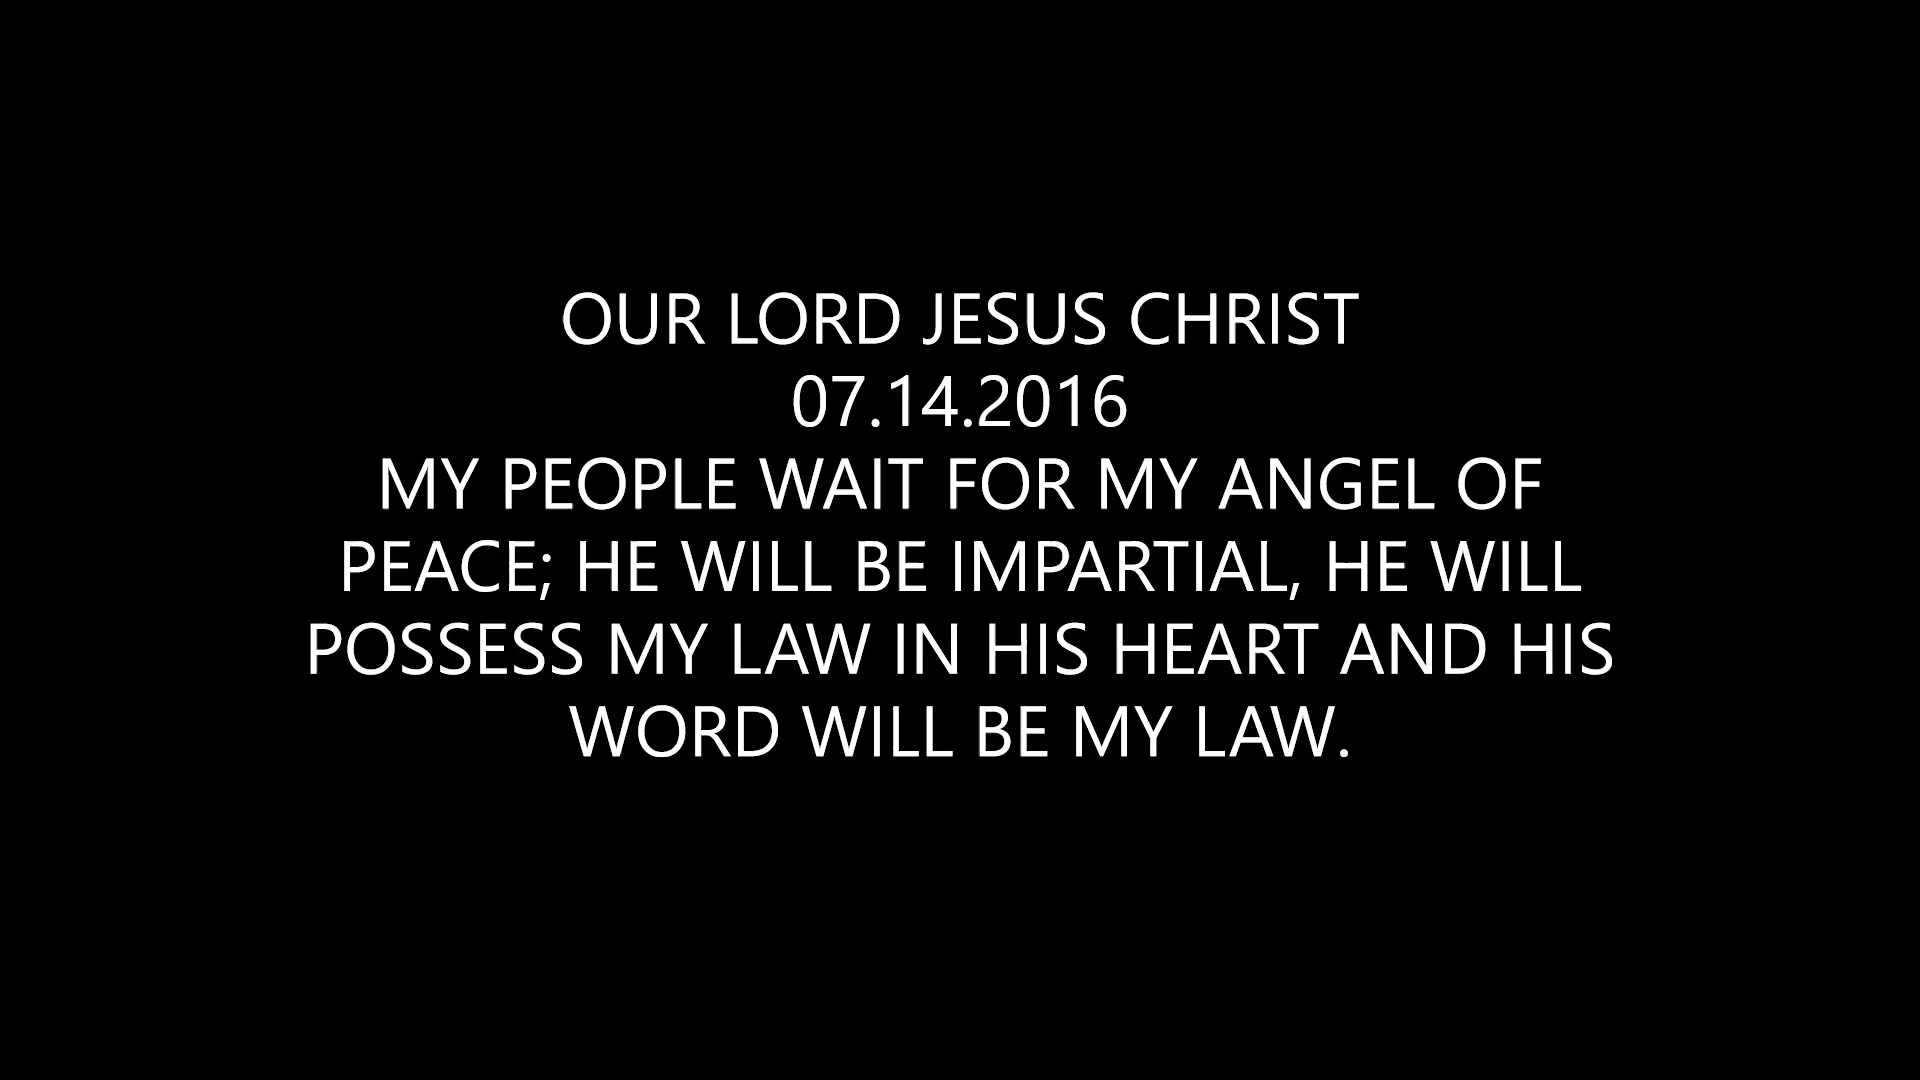 OUR LORD JESUS CHRIST
07.14.2016
MY PEOPLE WAIT FOR MY ANGEL OF
PEACE; HE WILL BE IMPARTIAL, HE WILL
POSSESS MY LAW IN HIS HEART AND HIS
WORD WILL BE MY LAW.